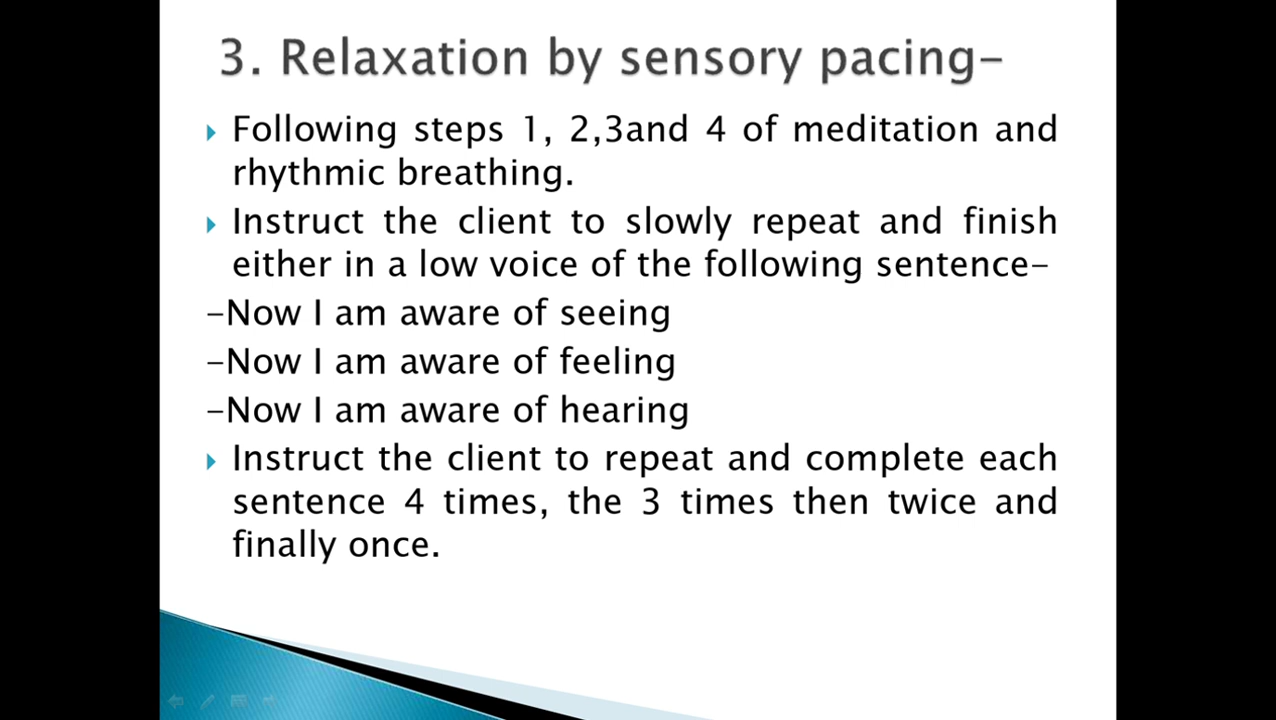 3. Relaxation by sensory pacing-
Following steps 1, 2,3and 4 of meditation and
rhythmic breathing.
Instruct the client to slowly repeat and finish
either in a low voice of the following sentence-
-Now I am aware of seeing
-Now I am aware of feeling
-Now I am aware of hearing
Instruct the client to repeat and complete each
sentence 4 times, the 3 times then twice and
finally once.